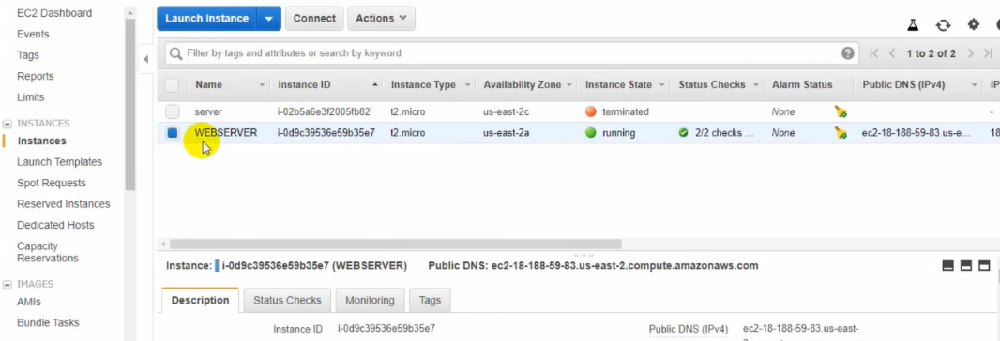 EC2 Dashboard
Events
Tags
Reports
Limits
INSTANCES
Instances
Launch Templates
Spot Requests
Reserved Instances
Dedicated Hosts
Capacity
Reservations
IMAGES
AMIs
Bundle Tasks
Launch Instance Connect Actions
Filter by tags and attributes or search by keyword 1 to 2 of 2
Name Instance ID Instance Type Availability Zone Instance State Status Checks Alarm Status Public DNS (IPv4) IP
server i-02b5a6e3f2005fb82 t2.micro us-east-2c terminated None -
WEBSERVER i-0d9c39536e59b35e7 t2.micro us-east-2a running 2/2 checks ... None ec2-18-188-59-83.us-e... 18
Instance: i-0d9c39536e59b35e7 (WEBSERVER) Public DNS: ec2-18-188-59-83.us-east-2.compute.amazonaws.com
Description Status Checks Monitoring Tags
Instance ID i-0d9c39536e59b35e7 Public DNS (IPv4) ec2-18-188-59-83.us-east-